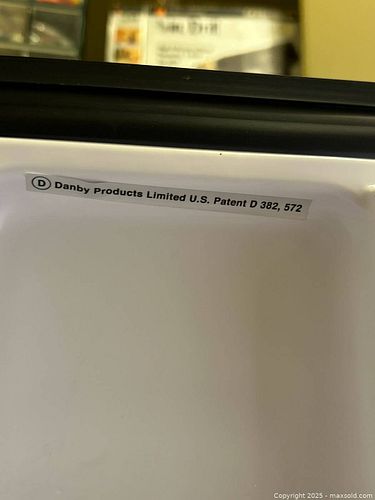 D Danby Products Limited U.S. Patent D 382, 572
Copyright © 2025 - maxsold.com